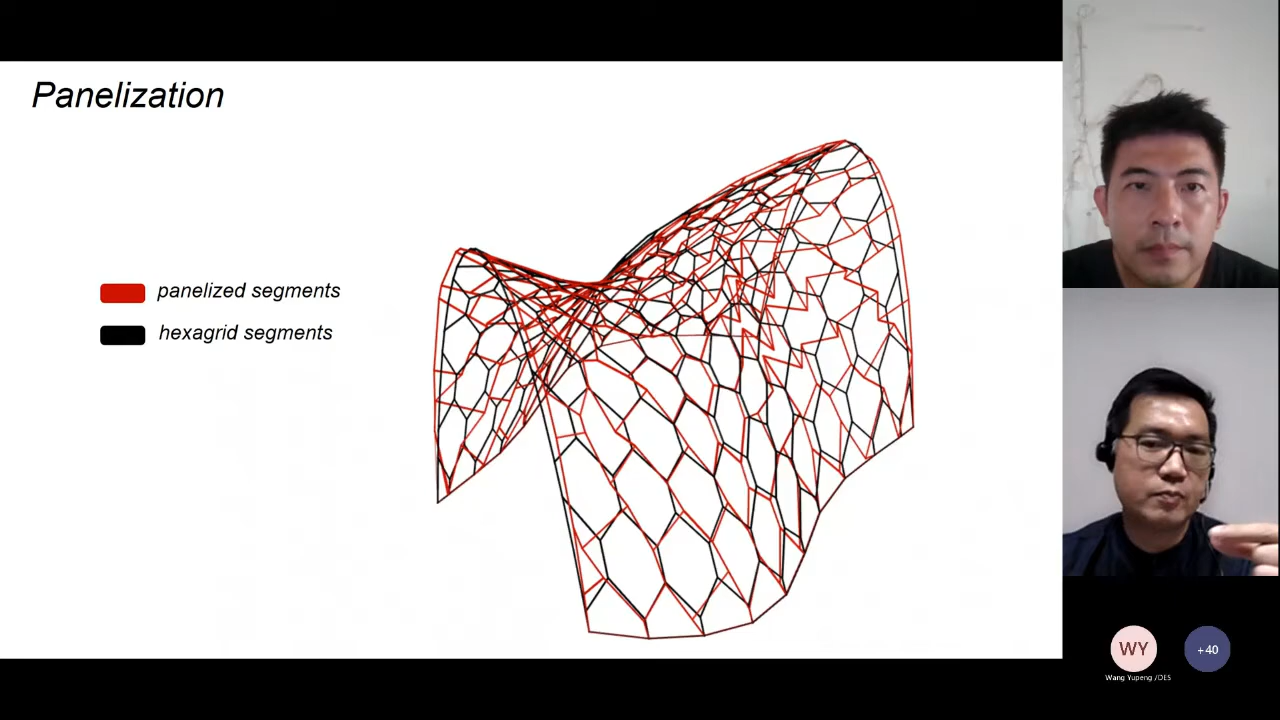 Panelization
panelized segments
hexagrid segments
WY
+40
Wang Yupeng /DES